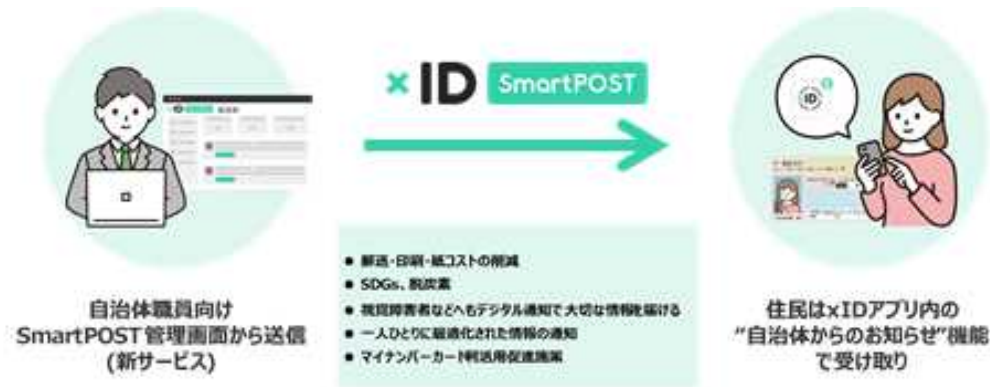 × ID SmartPOST
ID
自治体職員向け
SmartPOST 管理画面から送信
(新サービス)
● 郵送・印刷・紙コストの削減
● SDGs、脱炭素
● 視覚障害者などへもデジタル通知で大切な情報を届ける
● 一人ひとりに最適化された情報の通知
● マイナンバーカード利活用促進施策
住民はxIDアプリ内の
“自治体からのお知らせ”機能
で受け取り